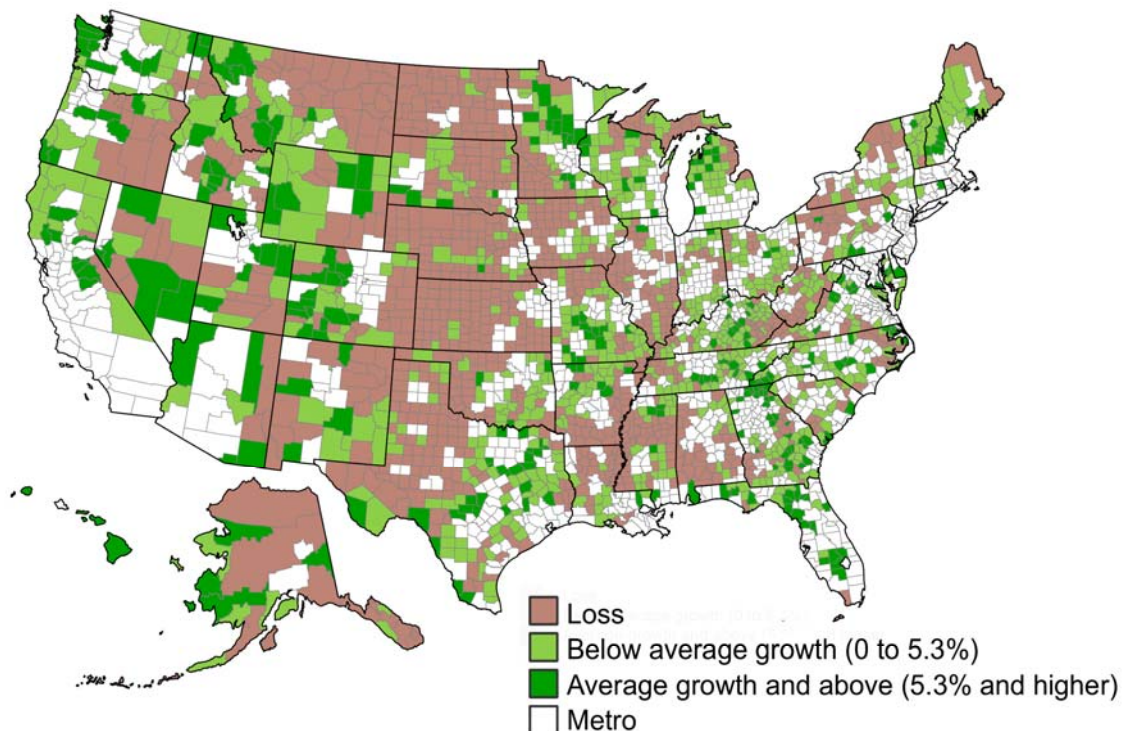 Loss
Below average growth (0 to 5.3%)
Average growth and above (5.3% and higher)
Metro